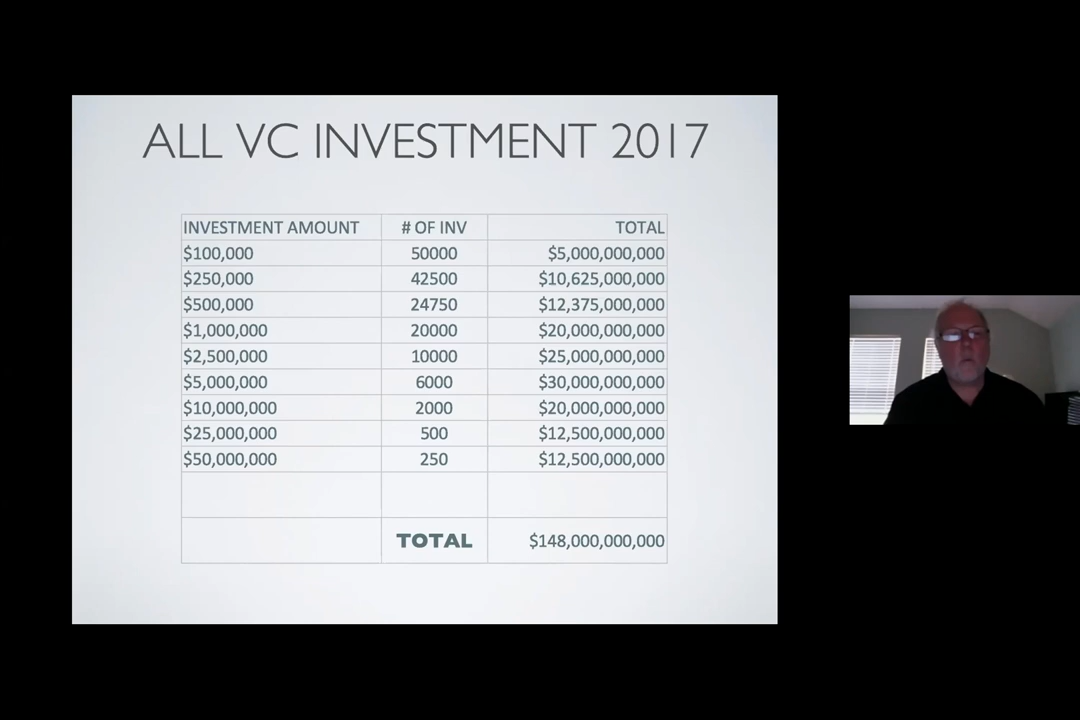 ALL VC INVESTMENT 2017
INVESTMENT AMOUNT # OF INV TOTAL
$100,000 50000 $5,000,000,000
$250,000 42500 $10,625,000,000
$500,000 24750 $12,375,000,000
$1,000,000 20000 $20,000,000,000
$2,500,000 10000 $25,000,000,000
$5,000,000 6000 $30,000,000,000
$10,000,000 2000 $20,000,000,000
$25,000,000 500 $12,500,000,000
$50,000,000 250 $12,500,000,000
TOTAL $148,000,000,000